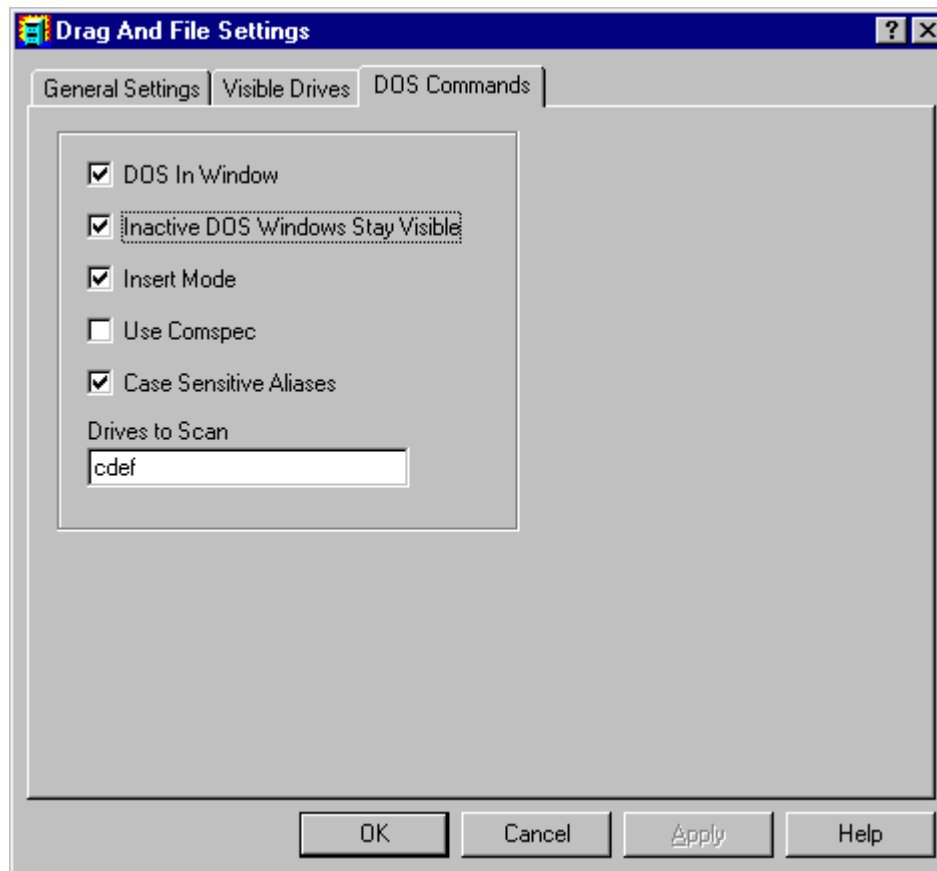 Drag And File Settings
General Settings Visible Drives DOS Commands
DOS In Window
Inactive DOS Windows Stay Visible
Insert Mode
Use Comspec
Case Sensitive Aliases
Drives to Scan
cdef
OK Cancel Apply Help